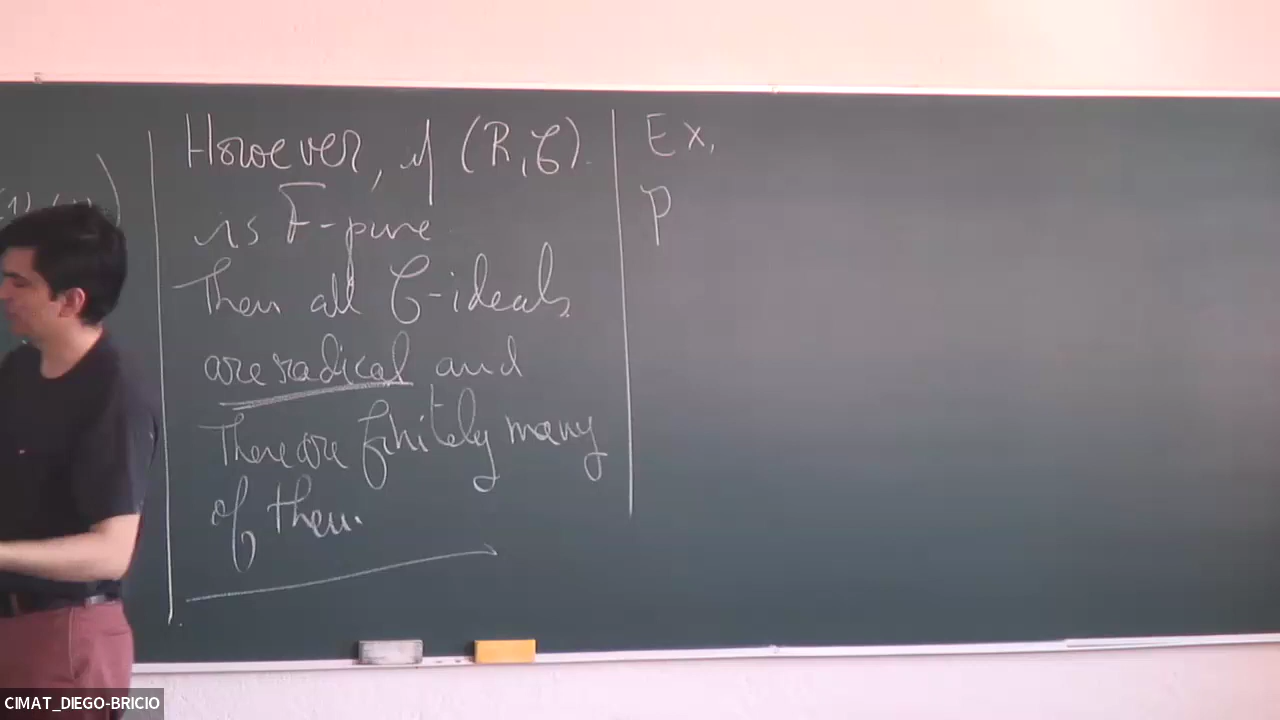 However, if (R, 𝒞)
is F-pure
Then all 𝒞-ideals
are radical and
There are finitely many
of them.
Ex.
P
CIMAT_DIEGO-BRICIO